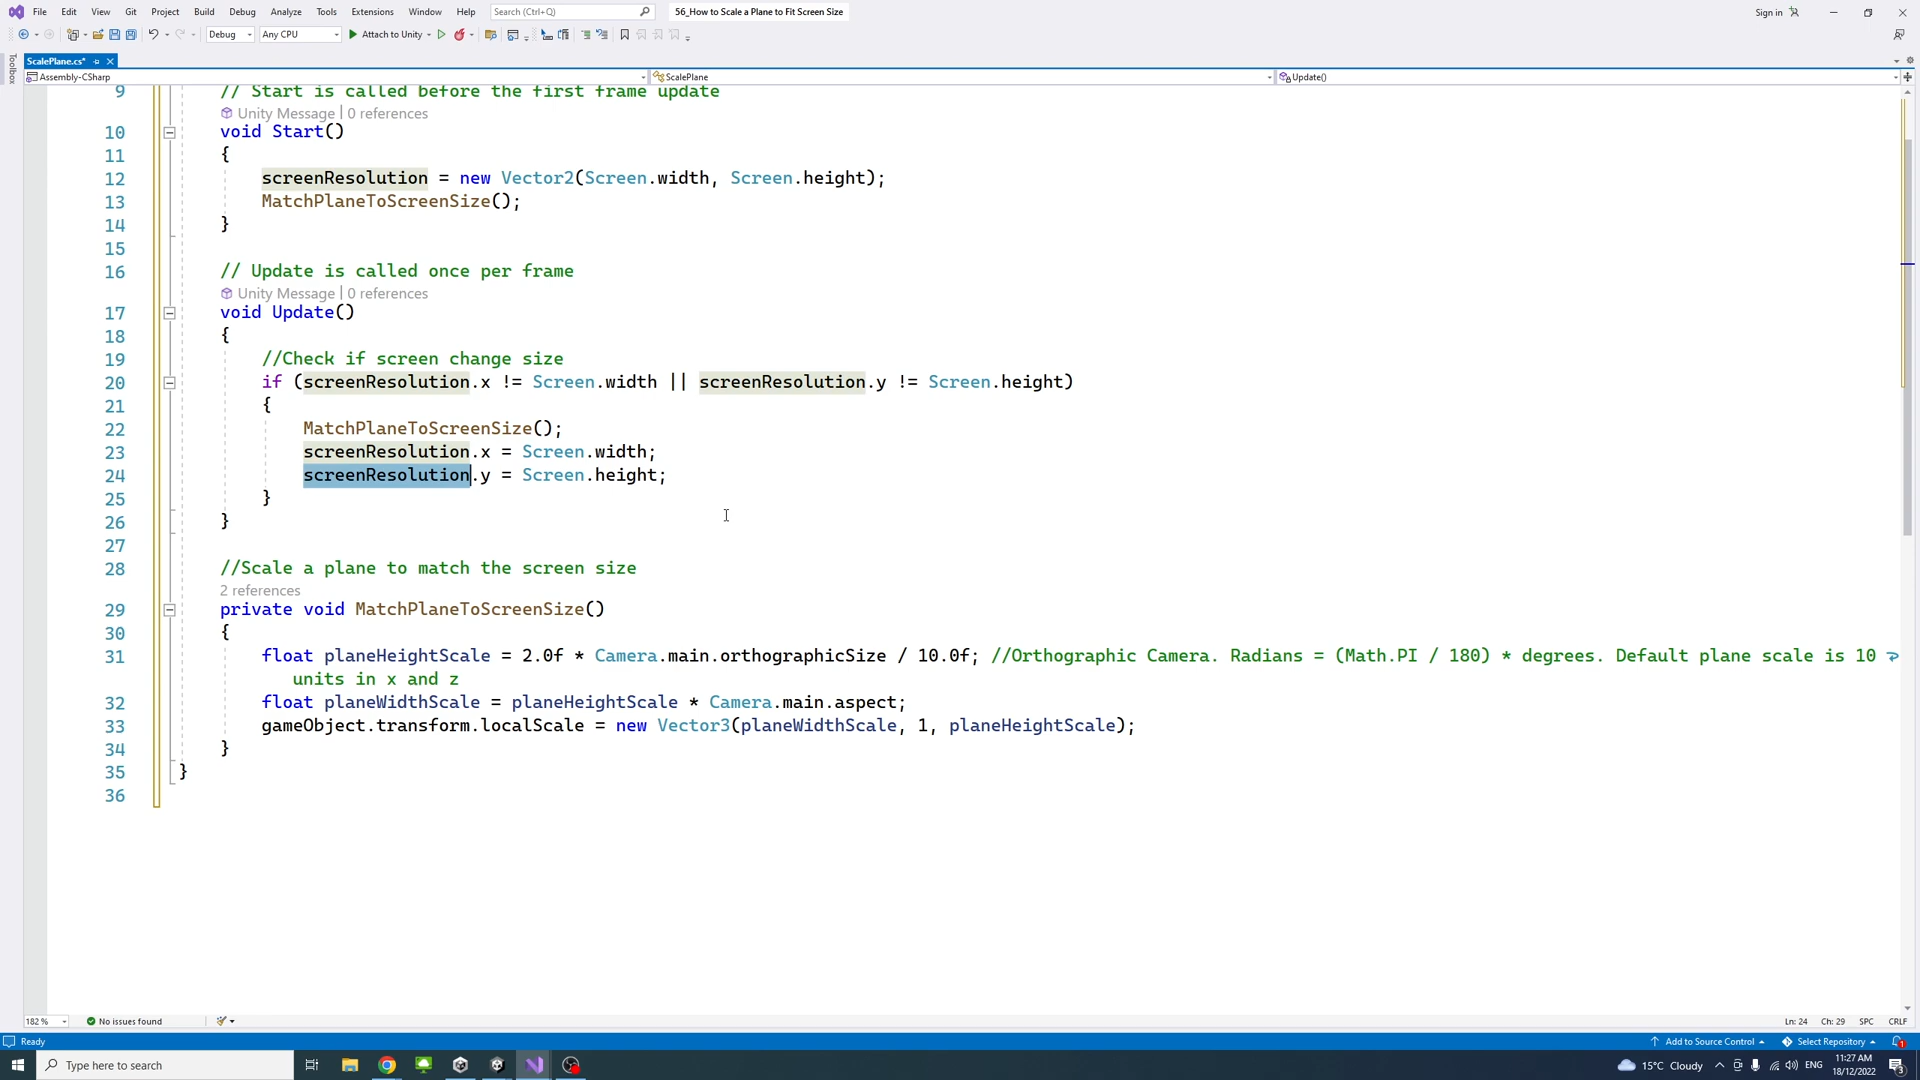 File Edit View Git Project Build Debug Analyze Tools Extensions Window Help Search (Ctrl+Q) 56_How to Scale a Plane to Fit Screen Size Sign in
Debug Any CPU Attach to Unity
Toolbox
ScalePlane.cs*
Assembly-CSharp ScalePlane Update()
9 // Start is called before the first frame update
Unity Message | 0 references
10 void Start()
11 {
12 screenResolution = new Vector2(Screen.width, Screen.height);
13 MatchPlaneToScreenSize();
14 }
15
16 // Update is called once per frame
Unity Message | 0 references
17 void Update()
18 {
19 //Check if screen change size
20 if (screenResolution.x != Screen.width || screenResolution.y != Screen.height)
21 {
22 MatchPlaneToScreenSize();
23 screenResolution.x = Screen.width;
24 screenResolution.y = Screen.height;
25 }
26 }
27
28 //Scale a plane to match the screen size
2 references
29 private void MatchPlaneToScreenSize()
30 {
31 float planeHeightScale = 2.0f * Camera.main.orthographicSize / 10.0f; //Orthographic Camera. Radians = (Math.PI / 180) * degrees. Default plane scale is 10
units in x and z
32 float planeWidthScale = planeHeightScale * Camera.main.aspect;
33 gameObject.transform.localScale = new Vector3(planeWidthScale, 1, planeHeightScale);
34 }
35 }
36
182 % No issues found Ln: 24 Ch: 29 SPC CRLF
Ready Add to Source Control Select Repository 1
Type here to search 15°C Cloudy ENG 11:27 AM
18/12/2022 3